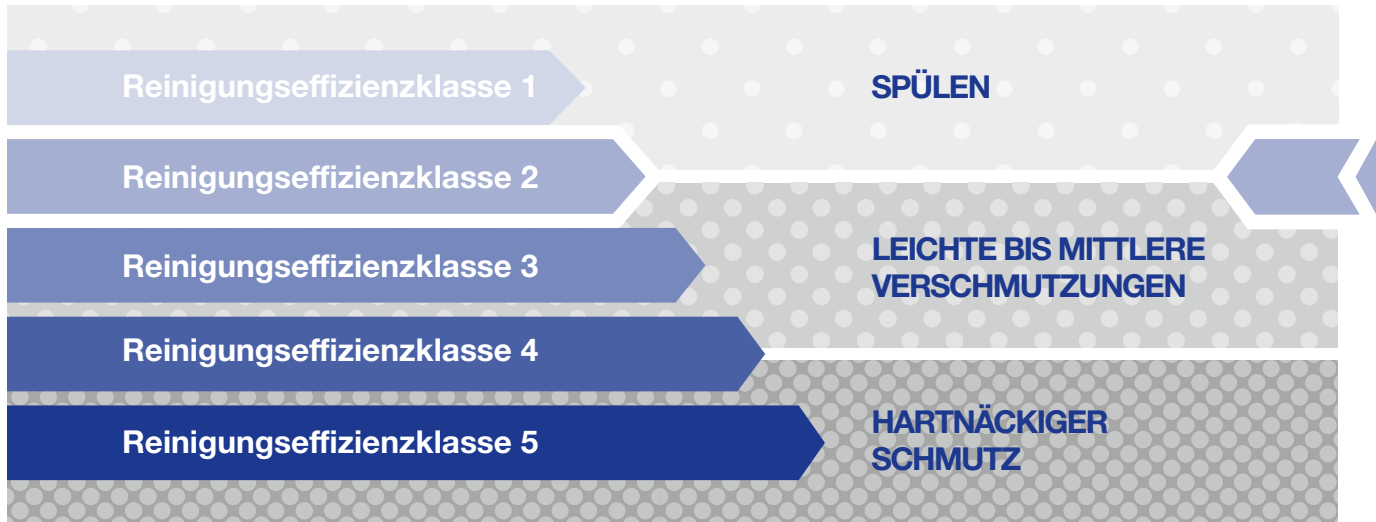 Reinigungseffizienzklasse 1
SPÜLEN
Reinigungseffizienzklasse 2
Reinigungseffizienzklasse 3
LEICHTE BIS MITTLERE
VERSCHMUTZUNGEN
Reinigungseffizienzklasse 4
Reinigungseffizienzklasse 5
HARTNÄCKIGER
SCHMUTZ